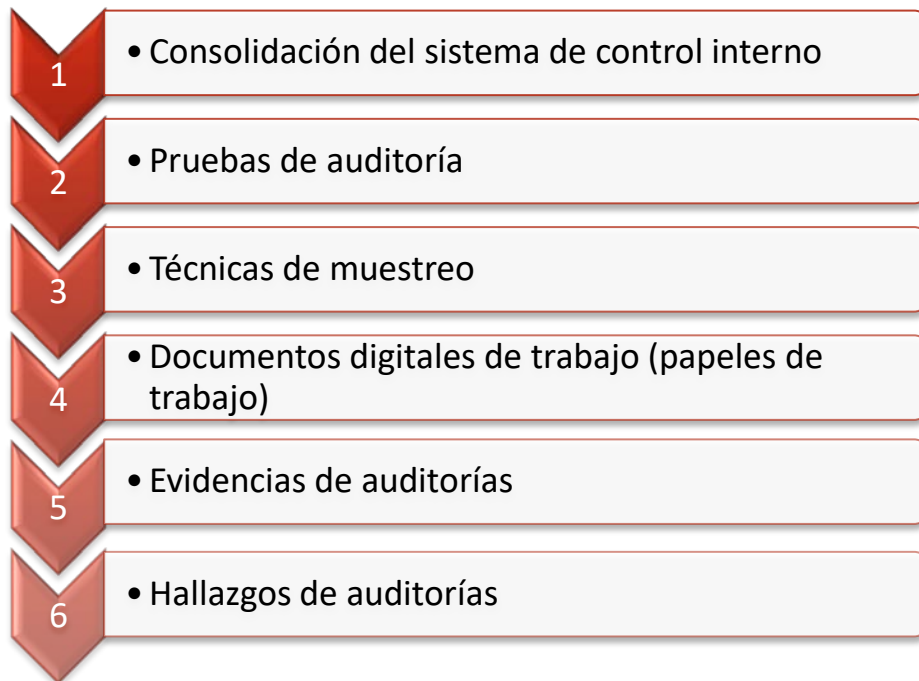 1
• Consolidación del sistema de control interno
2
• Pruebas de auditoría
3
• Técnicas de muestreo
4
• Documentos digitales de trabajo (papeles de
trabajo)
5
• Evidencias de auditorías
6
• Hallazgos de auditorías